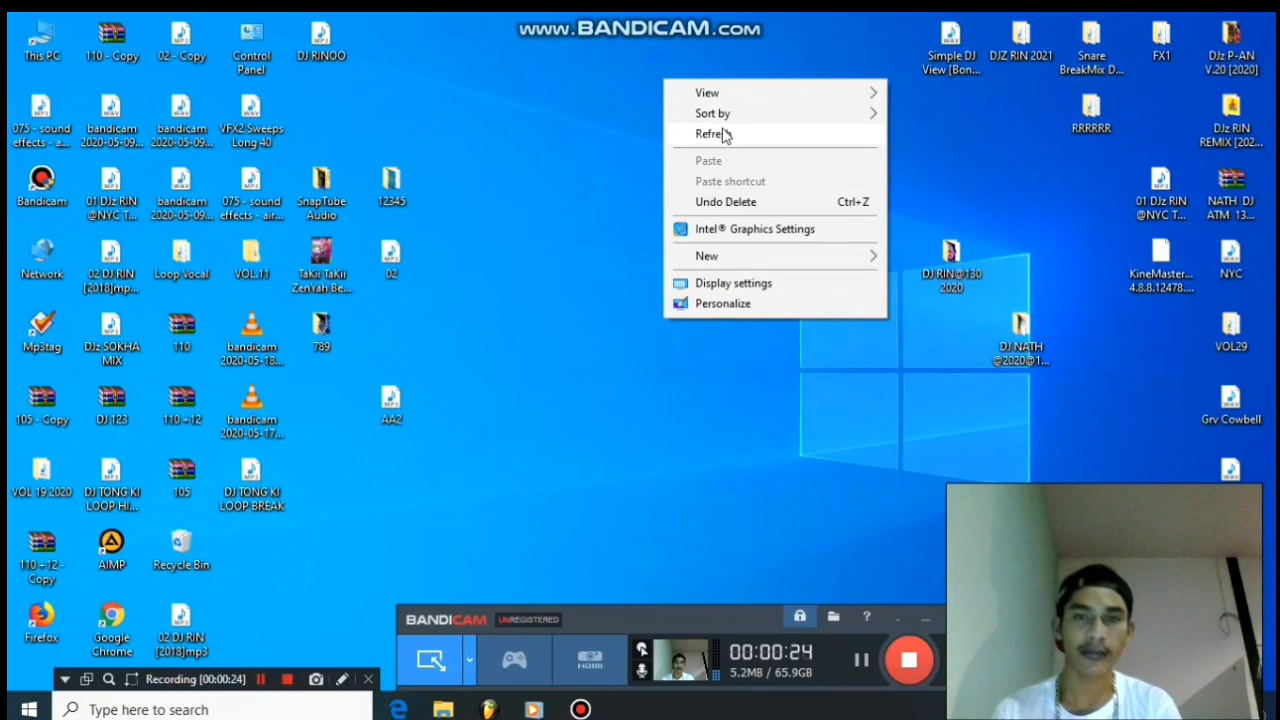 www.BANDICAM.com
This PC
110 - Copy
02 - Copy
Control
Panel
DJ RINOO
Simple DJ
View [Bon...
DJZ RIN 2021
Snare
BreakMix D...
FX1
DJz P-AN
V.20 [2020]
075 - sound
effects - a...
bandicam
2020-05-09...
bandicam
2020-05-09...
VFX2 Sweeps
Long 40
RRRRRR
DJz RIN
REMIX [202...
Bandicam
01 DJz RIN
@NYC T...
bandicam
2020-05-09...
075 - sound
effects - air...
SnapTube
Audio
12345
01 DJz RIN
@NYC T...
NATH DJ
ATM 13...
Network
02 DJ RIN
[2018]mp...
Loop Vocal
VOL.11
TaKii TaKii
ZenYah Be...
02
DJ RIN@130
2020
KineMaster...
4.8.8.12478....
NYC
Mp3tag
DJz SOKHA
MIX
110
bandicam
2020-05-18...
789
DJ NATH
@2020@1...
VOL29
105 - Copy
DJ 123
110 +12
bandicam
2020-05-17...
AA2
Grv Cowbell
VOL 19 2020
DJ TONG KI
LOOP HI...
105
DJ TONG KI
LOOP BREAK
110 +12 -
Copy
AIMP
Recycle Bin
Firefox
Google
Chrome
02 DJ RIN
[2018]mp3
View
Sort by
Refresh
Paste
Paste shortcut
Undo Delete Ctrl+Z
Intel® Graphics Settings
New
Display settings
Personalize
BANDICAM UNREGISTERED
HDMI
00:00:24
5.2MB / 65.9GB
Recording [00:00:24]
Type here to search